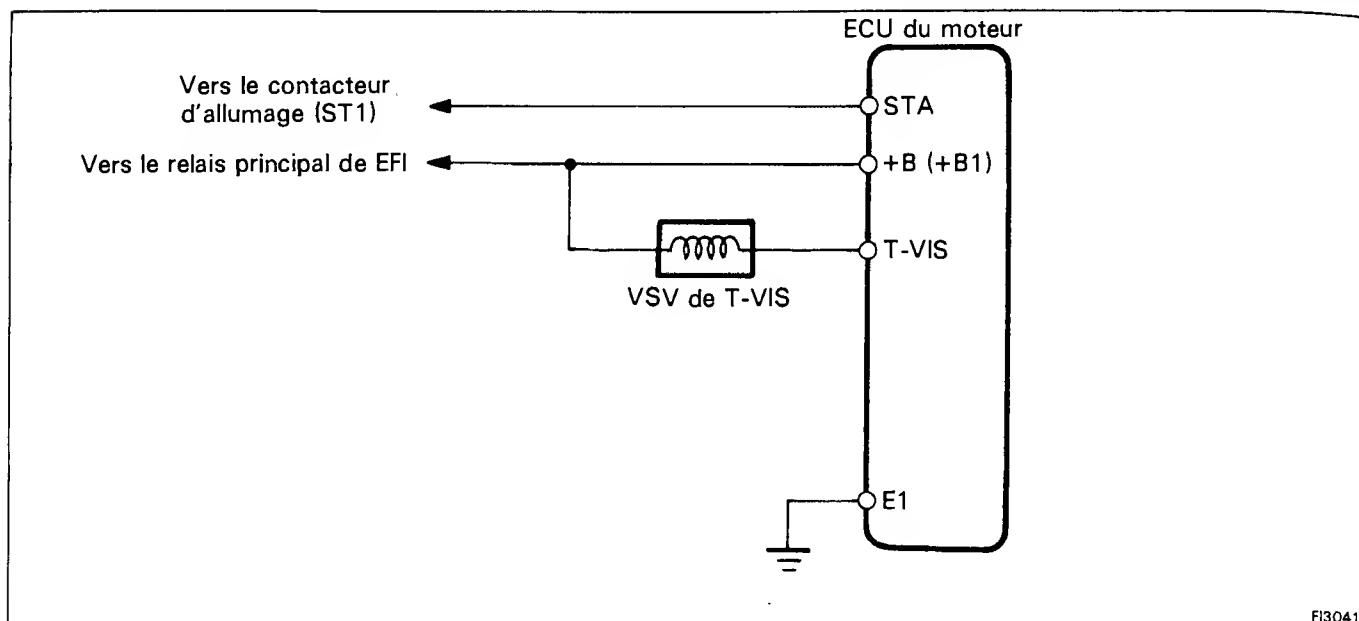 ECU du moteur
Vers le contacteur
d'allumage (ST1)
STA
Vers le relais principal de EFI
+B (+B1)
T-VIS
VSV de T-VIS
E1
FI3041